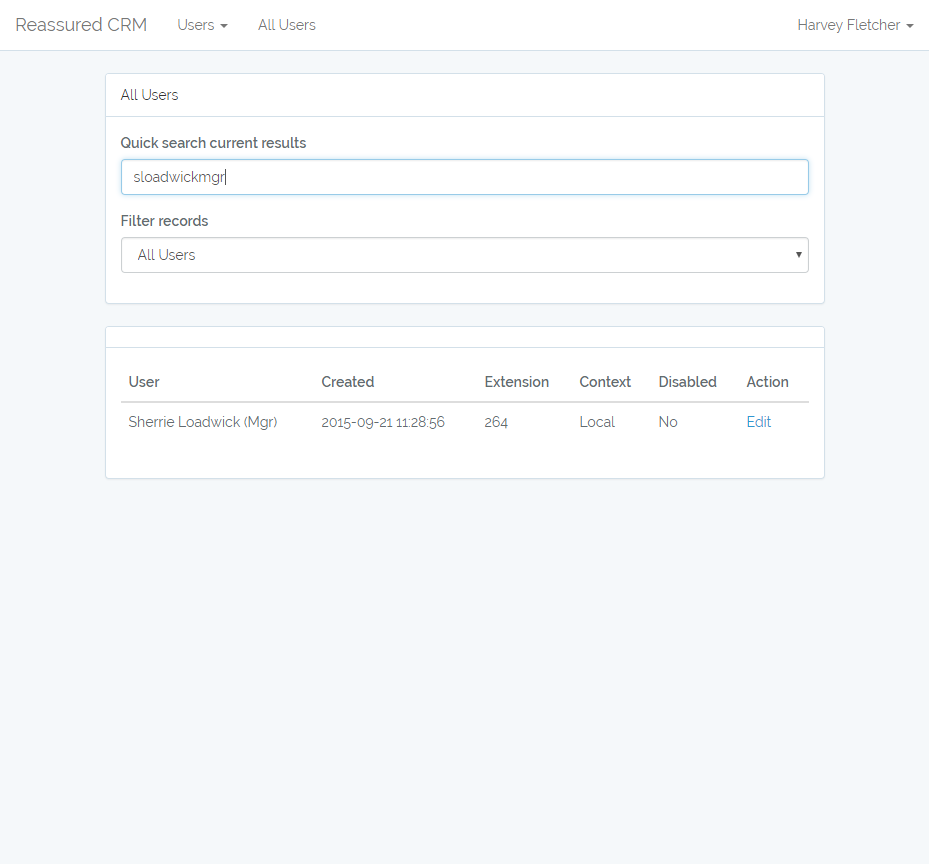 Reassured CRM Users All Users Harvey Fletcher
All Users
Quick search current results
sloadwickmgr
Filter records
All Users
User Created Extension Context Disabled Action
Sherrie Loadwick (Mgr) 2015-09-21 11:28:56 264 Local No Edit